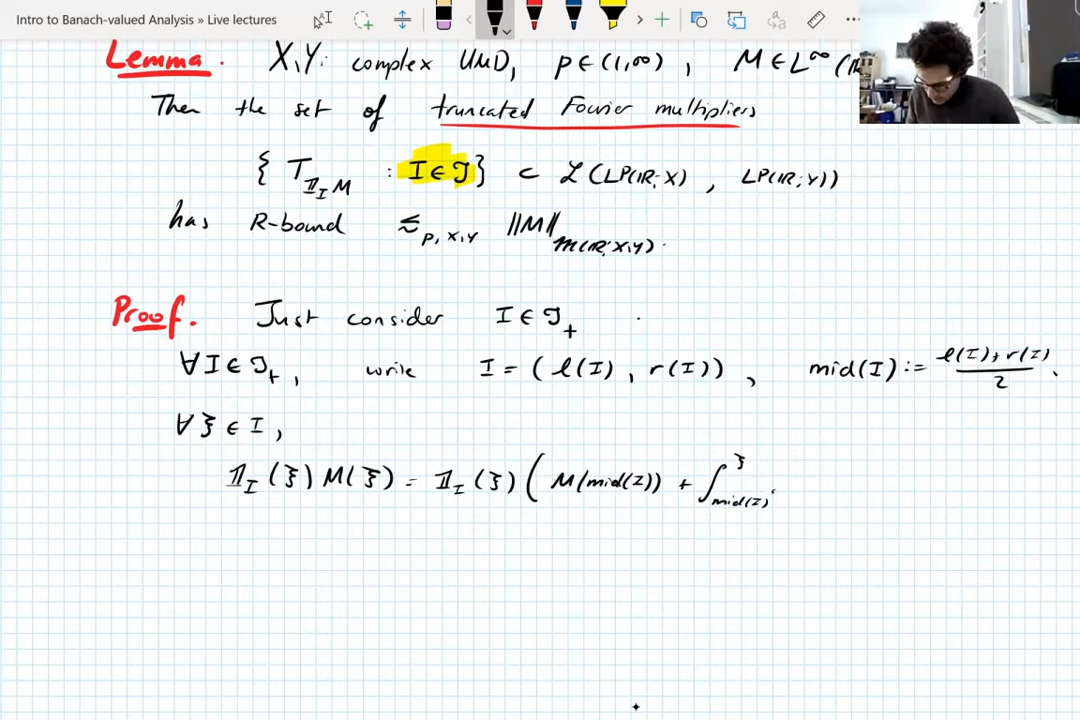 Intro to Banach-valued Analysis » Live lectures
Lemma. X, Y: complex UMD, p ∈ (1,∞), M ∈ L^∞(
Then the set of truncated Fourier multipliers
{ T_{𝟙_I M} : I ∈ 𝒥 } ⊂ ℒ(L^p(ℝ; X), L^p(ℝ; Y))
has R-bound ≲_{p, X, Y} ‖M‖_{𝔐(ℝ; X, Y)}.
Proof. Just consider I ∈ 𝒥_+
∀ I ∈ 𝒥_+, write I = (ℓ(I), r(I)), mid(I) := \frac{ℓ(I) + r(I)}{2}.
∀ ξ ∈ I,
𝟙_I(ξ) M(ξ) = 𝟙_I(ξ) ( M(mid(I)) + ∫_{mid(I)}^{ξ}